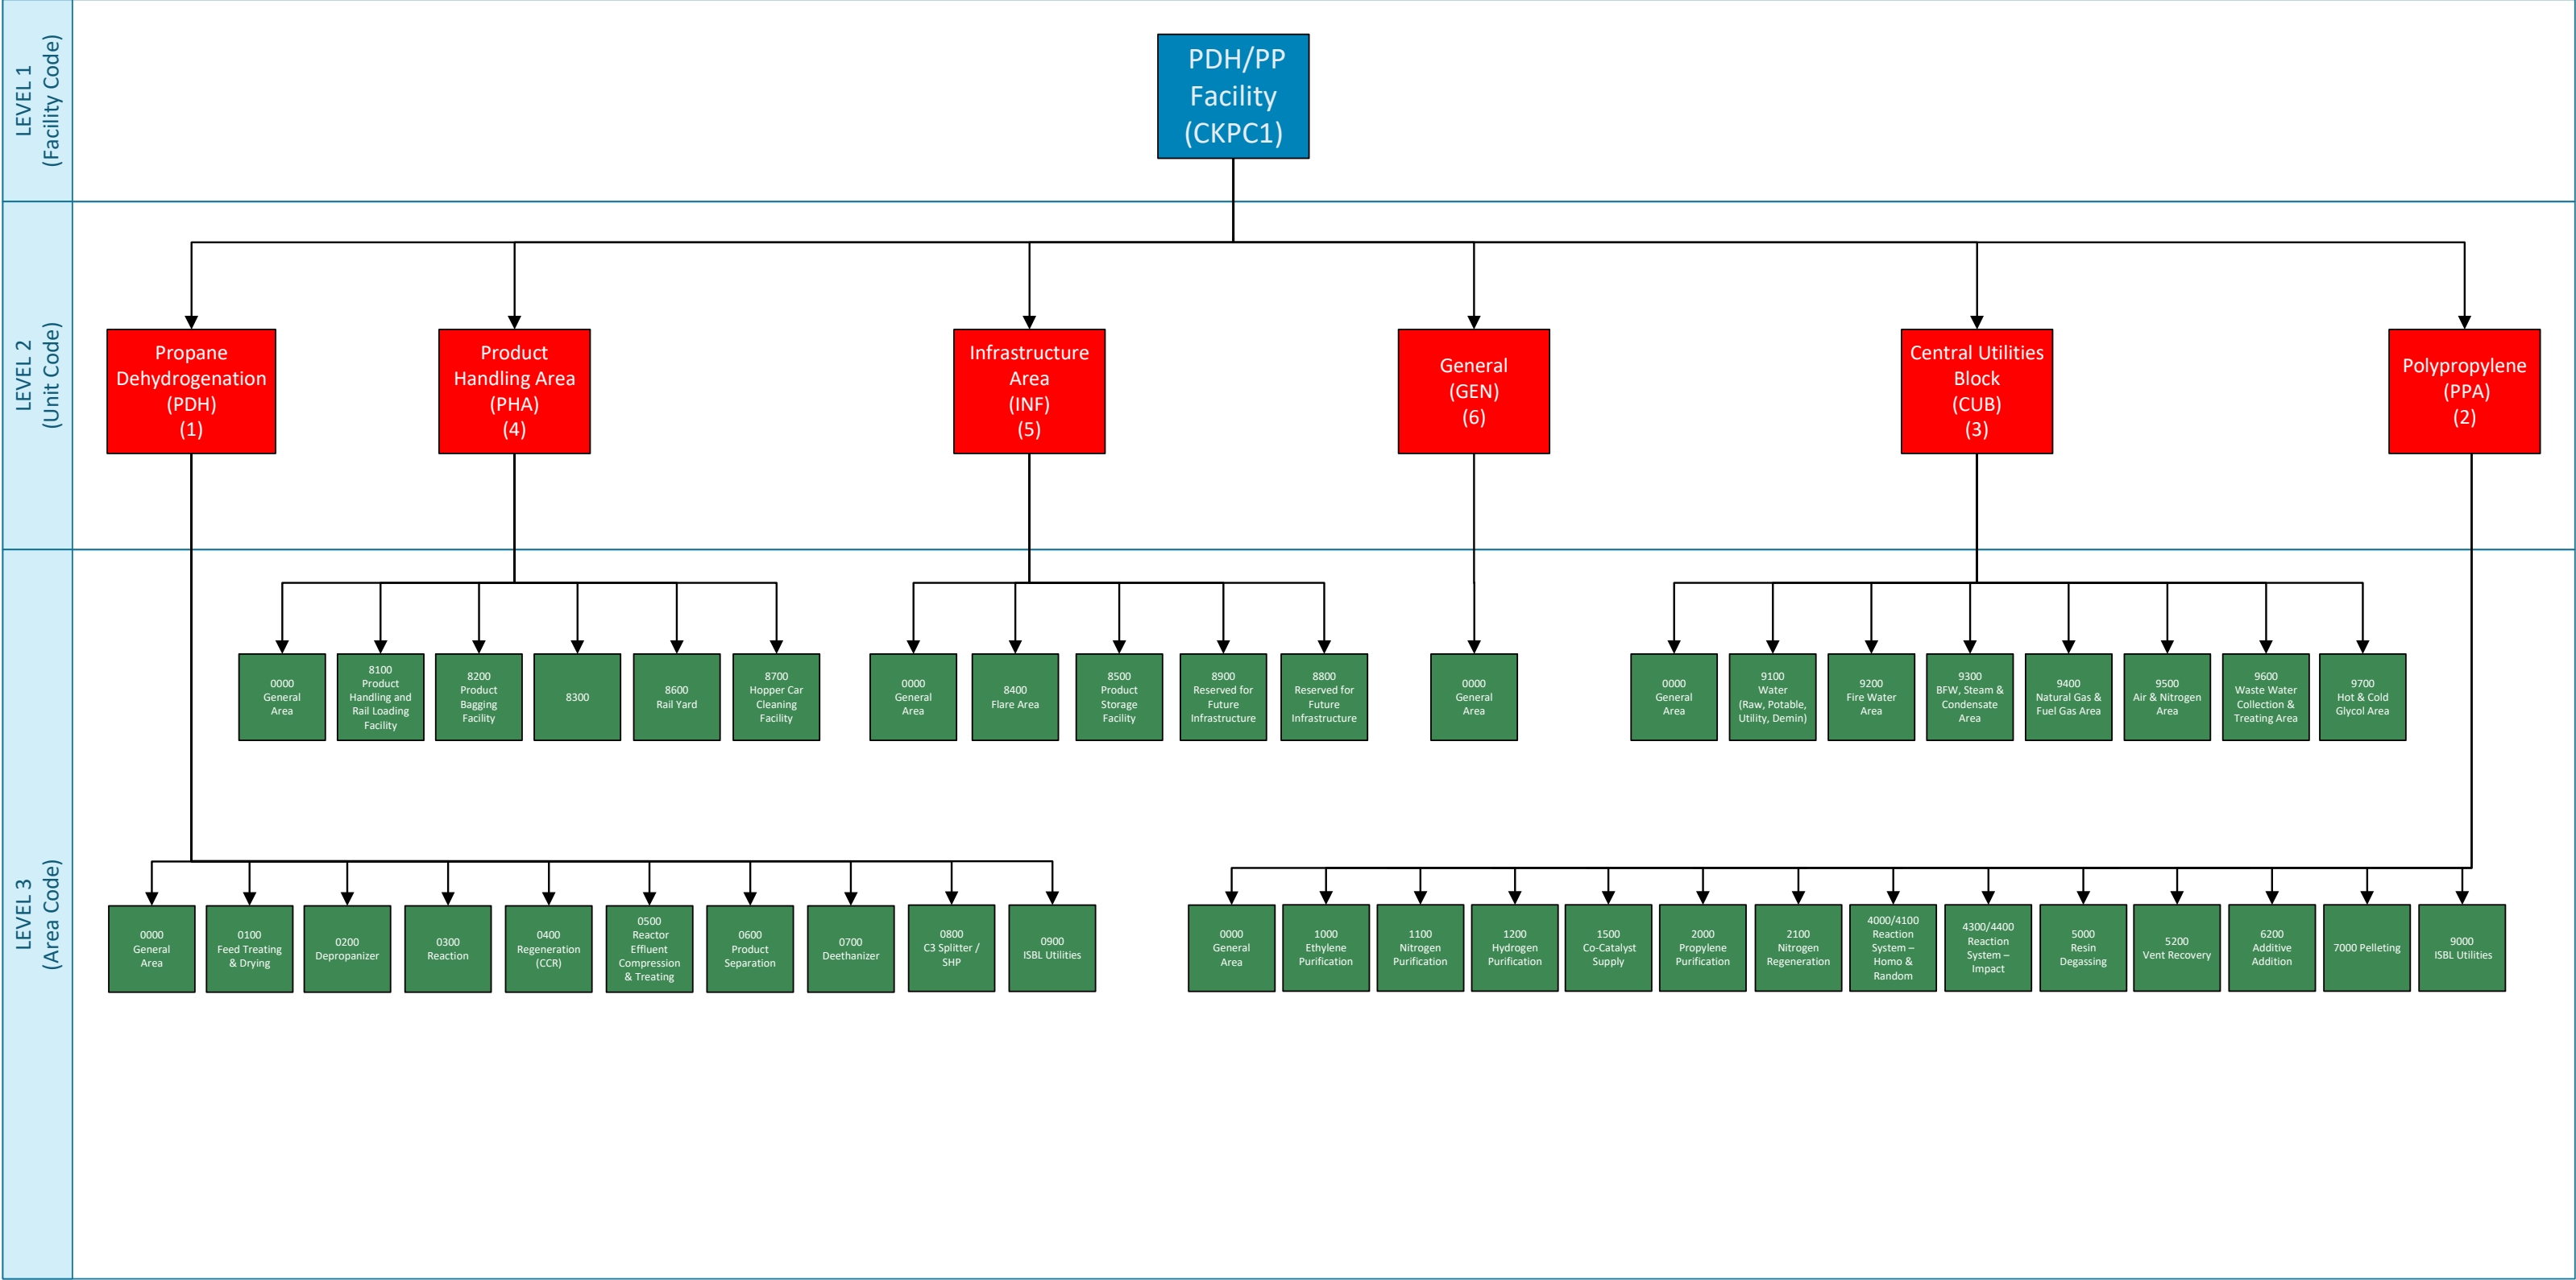 LEVEL 1
(Facility Code)
PDH/PP
Facility
(CKPC1)
LEVEL 2
(Unit Code)
Propane
Dehydrogenation
(PDH)
(1)
Product
Handling Area
(PHA)
(4)
Infrastructure
Area
(INF)
(5)
General
(GEN)
(6)
Central Utilities
Block
(CUB)
(3)
Polypropylene
(PPA)
(2)
LEVEL 3
(Area Code)
0000
General
Area
8100
Product
Handling and
Rail Loading
Facility
8200
Product
Bagging
Facility
8300
8600
Rail Yard
8700
Hopper Car
Cleaning
Facility
0000
General
Area
8400
Flare Area
8500
Product
Storage
Facility
8900
Reserved for
Future
Infrastructure
8800
Reserved for
Future
Infrastructure
0000
General
Area
0000
General
Area
9100
Water
(Raw, Potable,
Utility, Demin)
9200
Fire Water
Area
9300
BFW, Steam &
Condensate
Area
9400
Natural Gas &
Fuel Gas Area
9500
Air & Nitrogen
Area
9600
Waste Water
Collection &
Treating Area
9700
Hot & Cold
Glycol Area
0000
General
Area
0100
Feed Treating
& Drying
0200
Depropanizer
0300
Reaction
0400
Regeneration
(CCR)
0500
Reactor
Effluent
Compression
& Treating
0600
Product
Separation
0700
Deethanizer
0800
C3 Splitter /
SHP
0900
ISBL Utilities
0000
General
Area
1000
Ethylene
Purification
1100
Nitrogen
Purification
1200
Hydrogen
Purification
1500
Co-Catalyst
Supply
2000
Propylene
Purification
2100
Nitrogen
Regeneration
4000/4100
Reaction
System –
Homo &
Random
4300/4400
Reaction
System –
Impact
5000
Resin
Degassing
5200
Vent Recovery
6200
Additive
Addition
7000 Pelleting
9000
ISBL Utilities